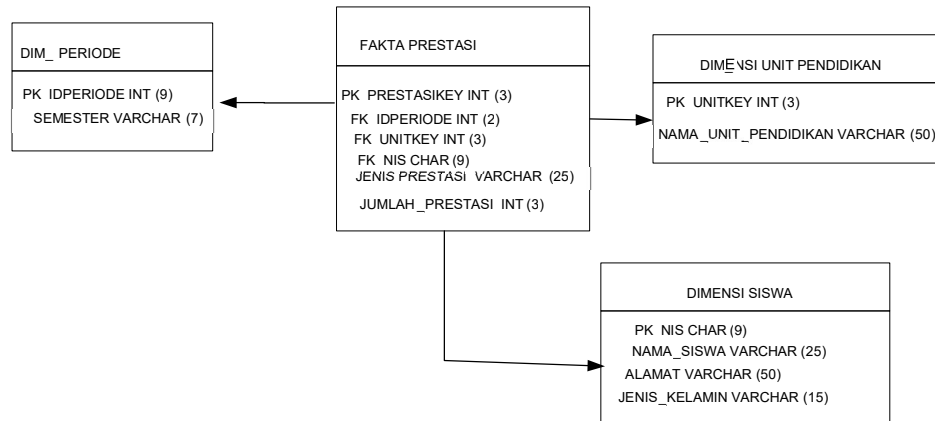 DIM_ PERIODE
PK IDPERIODE INT (9)
SEMESTER VARCHAR (7)
FAKTA PRESTASI
PK PRESTASIKEY INT (3)
FK IDPERIODE INT (2)
FK UNITKEY INT (3)
FK NIS CHAR (9)
JENIS PRESTASI VARCHAR (25)
JUMLAH_PRESTASI INT (3)
DIMENSI UNIT PENDIDIKAN
PK UNITKEY INT (3)
NAMA_UNIT_PENDIDIKAN VARCHAR (50)
DIMENSI SISWA
PK NIS CHAR (9)
NAMA_SISWA VARCHAR (25)
ALAMAT VARCHAR (50)
JENIS_KELAMIN VARCHAR (15)